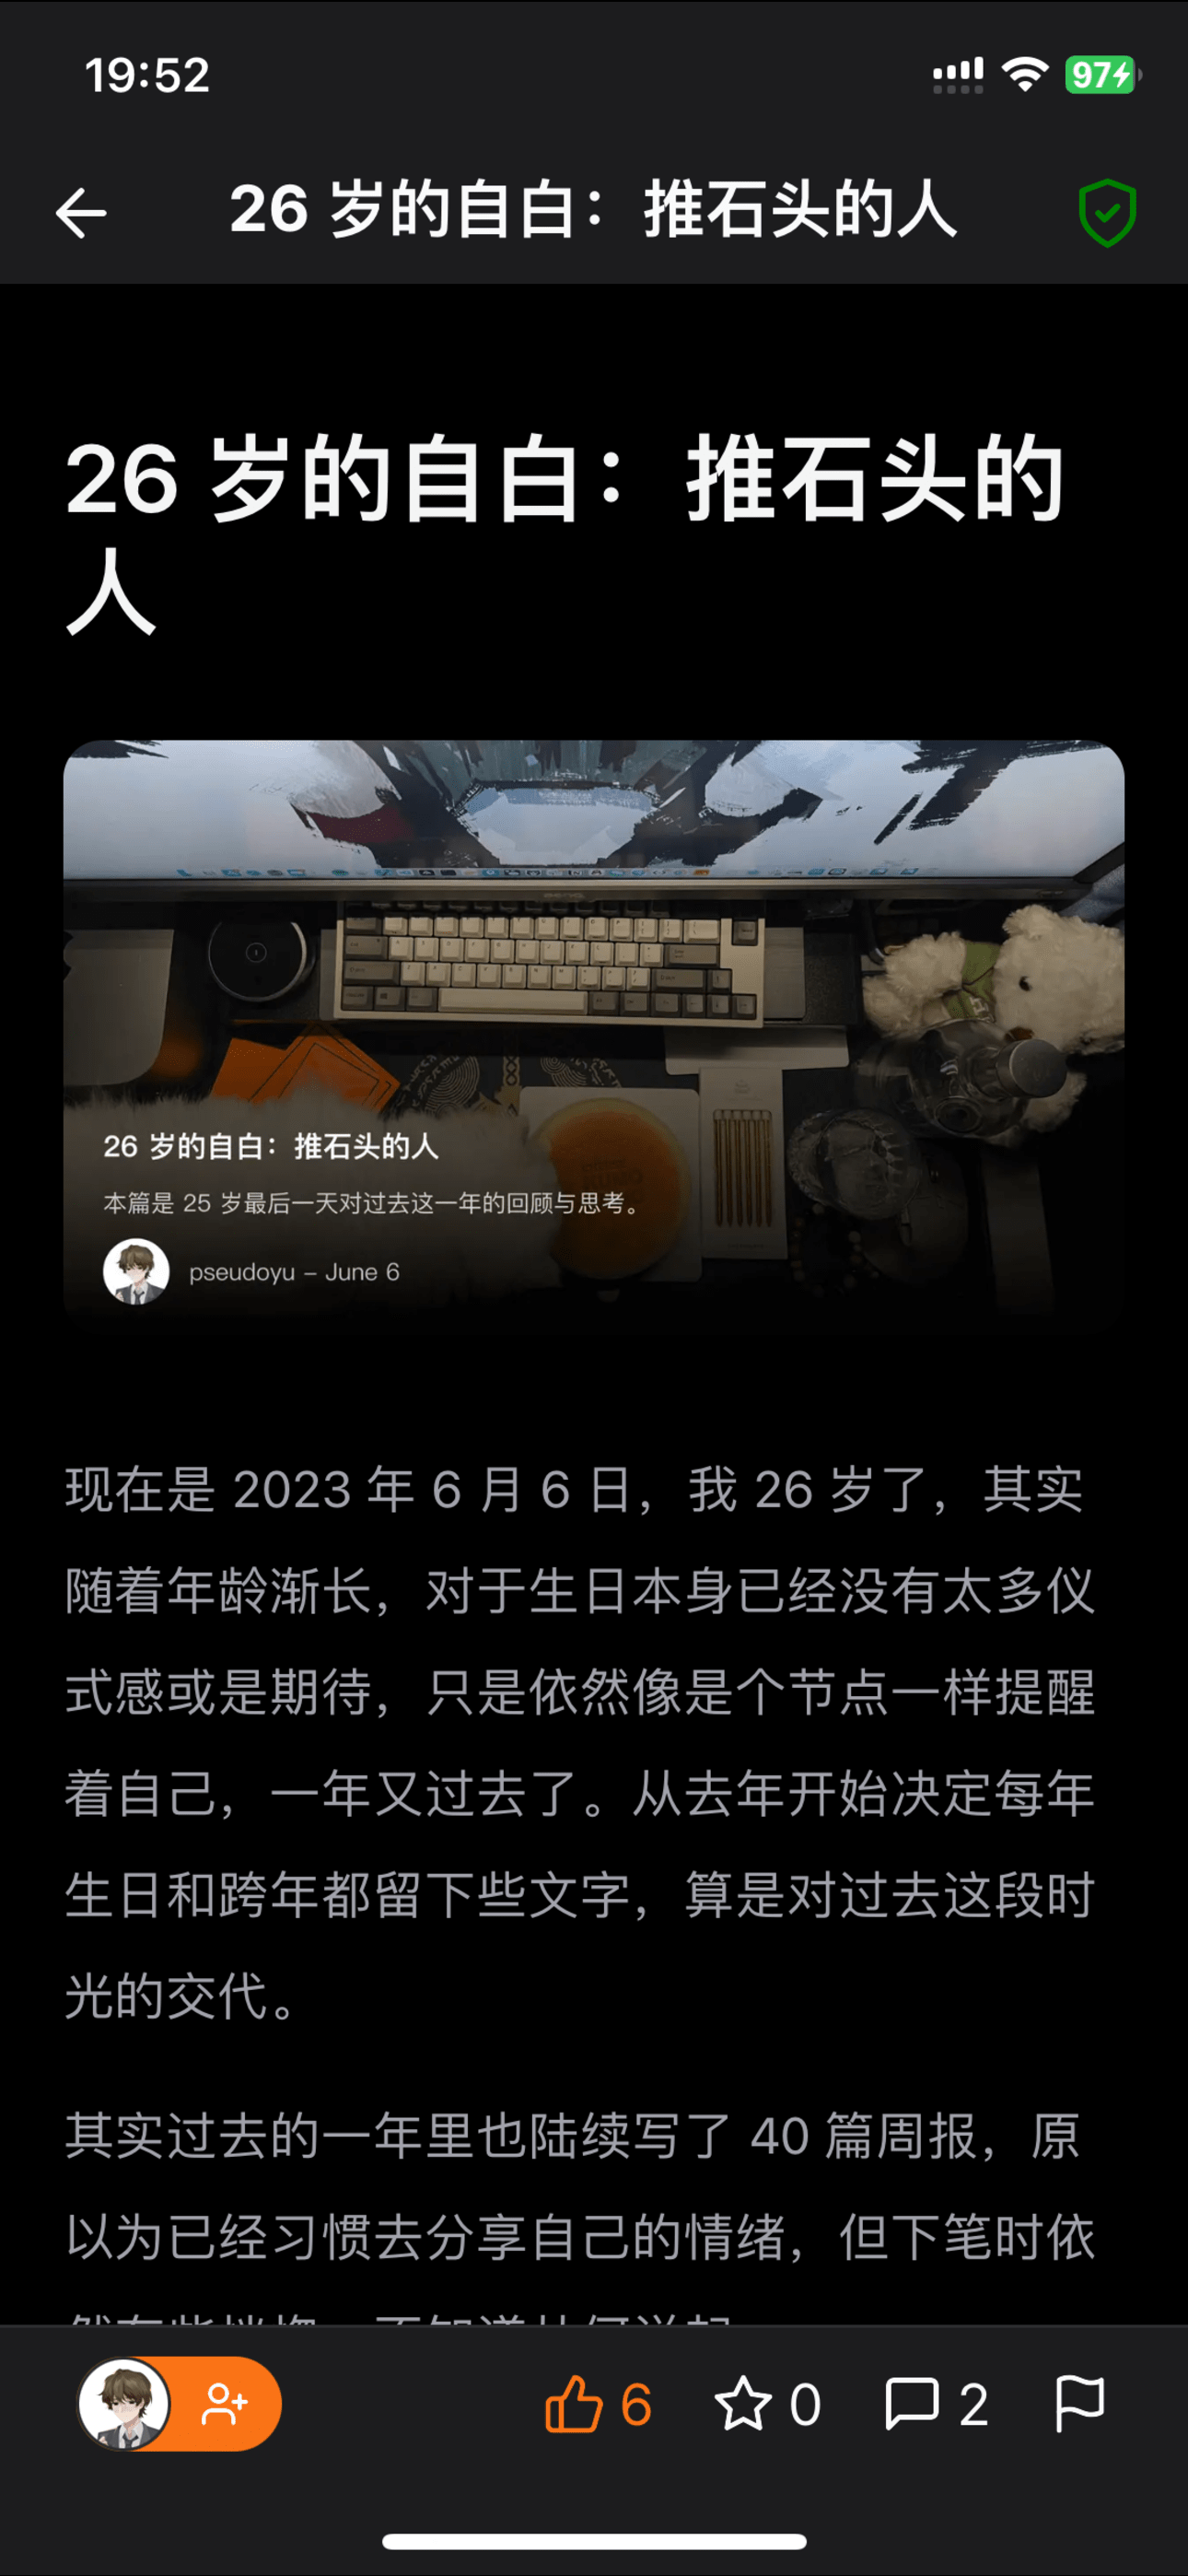 19:52
97
26 岁的自白：推石头的人
26 岁的自白：推石头的
人
26 岁的自白：推石头的人
本篇是 25 岁最后一天对过去这一年的回顾与思考。
pseudoyu – June 6
现在是 2023 年 6 月 6 日，我 26 岁了，其实
随着年龄渐长，对于生日本身已经没有太多仪
式感或是期待，只是依然像是个节点一样提醒
着自己，一年又过去了。从去年开始决定每年
生日和跨年都留下些文字，算是对过去这段时
光的交代。
其实过去的一年里也陆续写了 40 篇周报，原
以为已经习惯去分享自己的情绪，但下笔时依
6
0
2